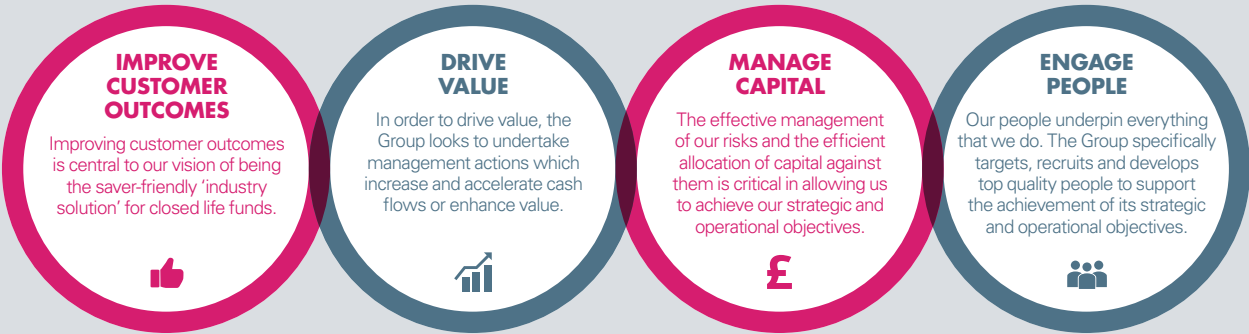 IMPROVE
CUSTOMER
OUTCOMES
Improving customer outcomes
is central to our vision of being
the saver-friendly ‘industry
solution’ for closed life funds.
DRIVE
VALUE
In order to drive value, the
Group looks to undertake
management actions which
increase and accelerate cash
flows or enhance value.
MANAGE
CAPITAL
The effective management
of our risks and the efficient
allocation of capital against
them is critical in allowing us
to achieve our strategic and
operational objectives.
£
ENGAGE
PEOPLE
Our people underpin everything
that we do. The Group specifically
targets, recruits and develops
top quality people to support
the achievement of its strategic
and operational objectives.